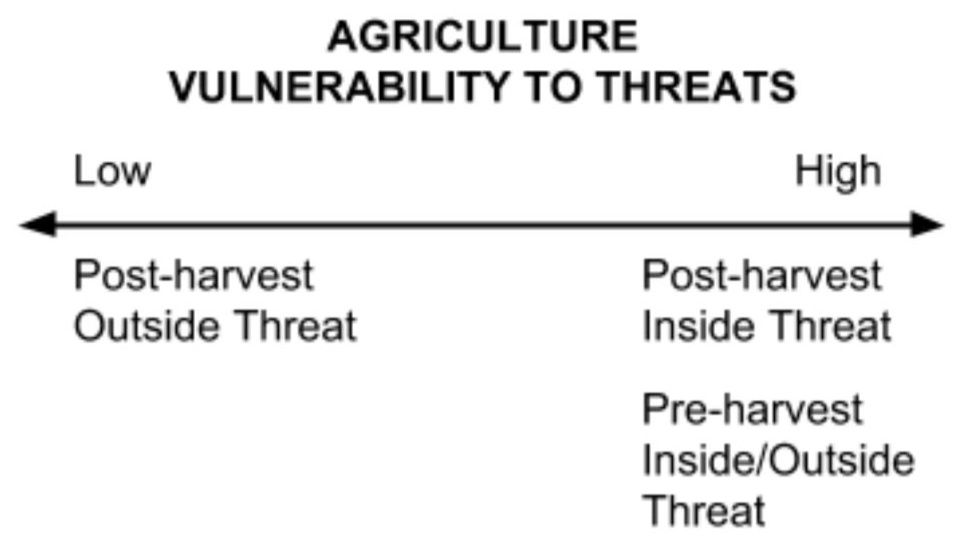 AGRICULTURE
VULNERABILITY TO THREATS
Low
High
Post-harvest
Outside Threat
Post-harvest
Inside Threat
Pre-harvest
Inside/Outside
Threat